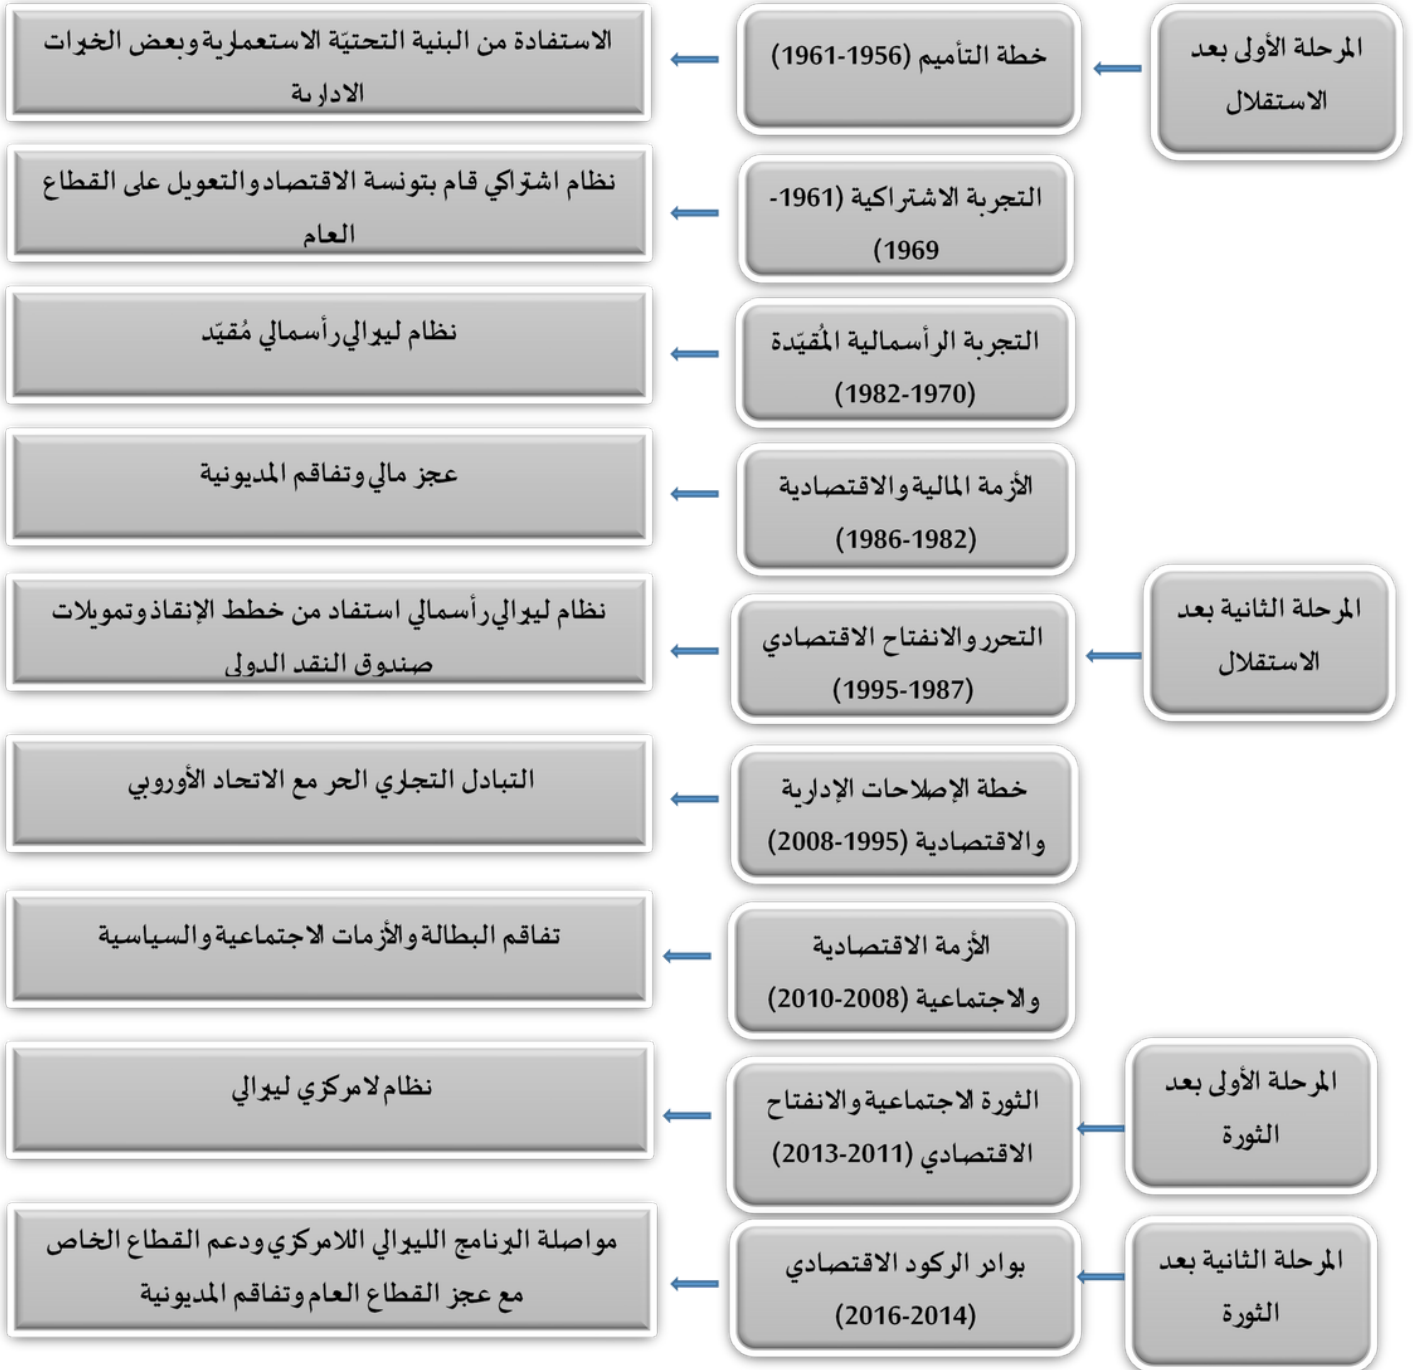 المرحلة الأولى بعد
الاستقلال
خطة التأميم (1956-1961)
الاستفادة من البنية التحتيّة الاستعمارية وبعض الخبرات
الادارية
التجربة الاشتراكية (1961-
1969)
نظام اشتراكي قام بتونسة الاقتصاد والتعويل على القطاع
العام
التجربة الرأسمالية المُقيّدة
(1970-1982)
نظام ليبرالي رأسمالي مُقيّد
الأزمة المالية والاقتصادية
(1982-1986)
عجز مالي وتفاقم المديونية
المرحلة الثانية بعد
الاستقلال
التحرر والانفتاح الاقتصادي
(1987-1995)
نظام ليبرالي رأسمالي استفاد من خطط الإنقاذ وتمويلات
صندوق النقد الدولي
خطة الإصلاحات الإدارية
والاقتصادية (1995-2008)
التبادل التجاري الحر مع الاتحاد الأوروبي
الأزمة الاقتصادية
والاجتماعية (2008-2010)
تفاقم البطالة والأزمات الاجتماعية والسياسية
المرحلة الأولى بعد
الثورة
الثورة الاجتماعية والانفتاح
الاقتصادي (2011-2013)
نظام لامركزي ليبرالي
المرحلة الثانية بعد
الثورة
بوادر الركود الاقتصادي
(2014-2016)
مواصلة البرنامج الليبرالي اللامركزي ودعم القطاع الخاص
مع عجز القطاع العام وتفاقم المديونية